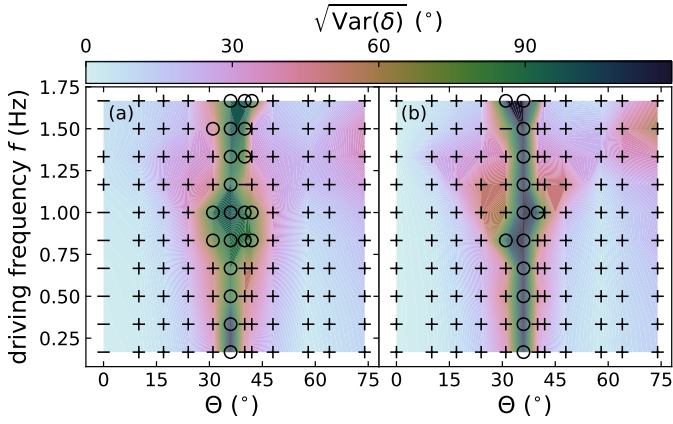 √Var(δ) (°)
0 30 60 90
driving frequency f (Hz)
1.75
1.50
1.25
1.00
0.75
0.50
0.25
(a)
(b)
0 15 30 45 60 75
0 15 30 45 60 75
Θ (°)
Θ (°)